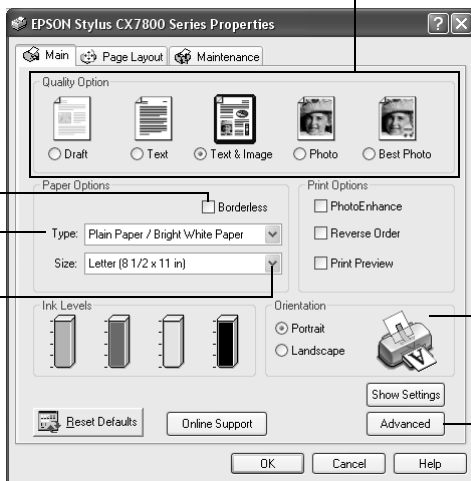 EPSON Stylus CX7800 Series Properties
Main Page Layout Maintenance
Quality Option
Draft Text Text & Image Photo Best Photo
Paper Options
Borderless
Type: Plain Paper / Bright White Paper
Size: Letter (8 1/2 x 11 in)
Print Options
PhotoEnhance
Reverse Order
Print Preview
Ink Levels
Orientation
Portrait
Landscape
A
Show Settings
Reset Defaults Online Support Advanced
OK Cancel Help